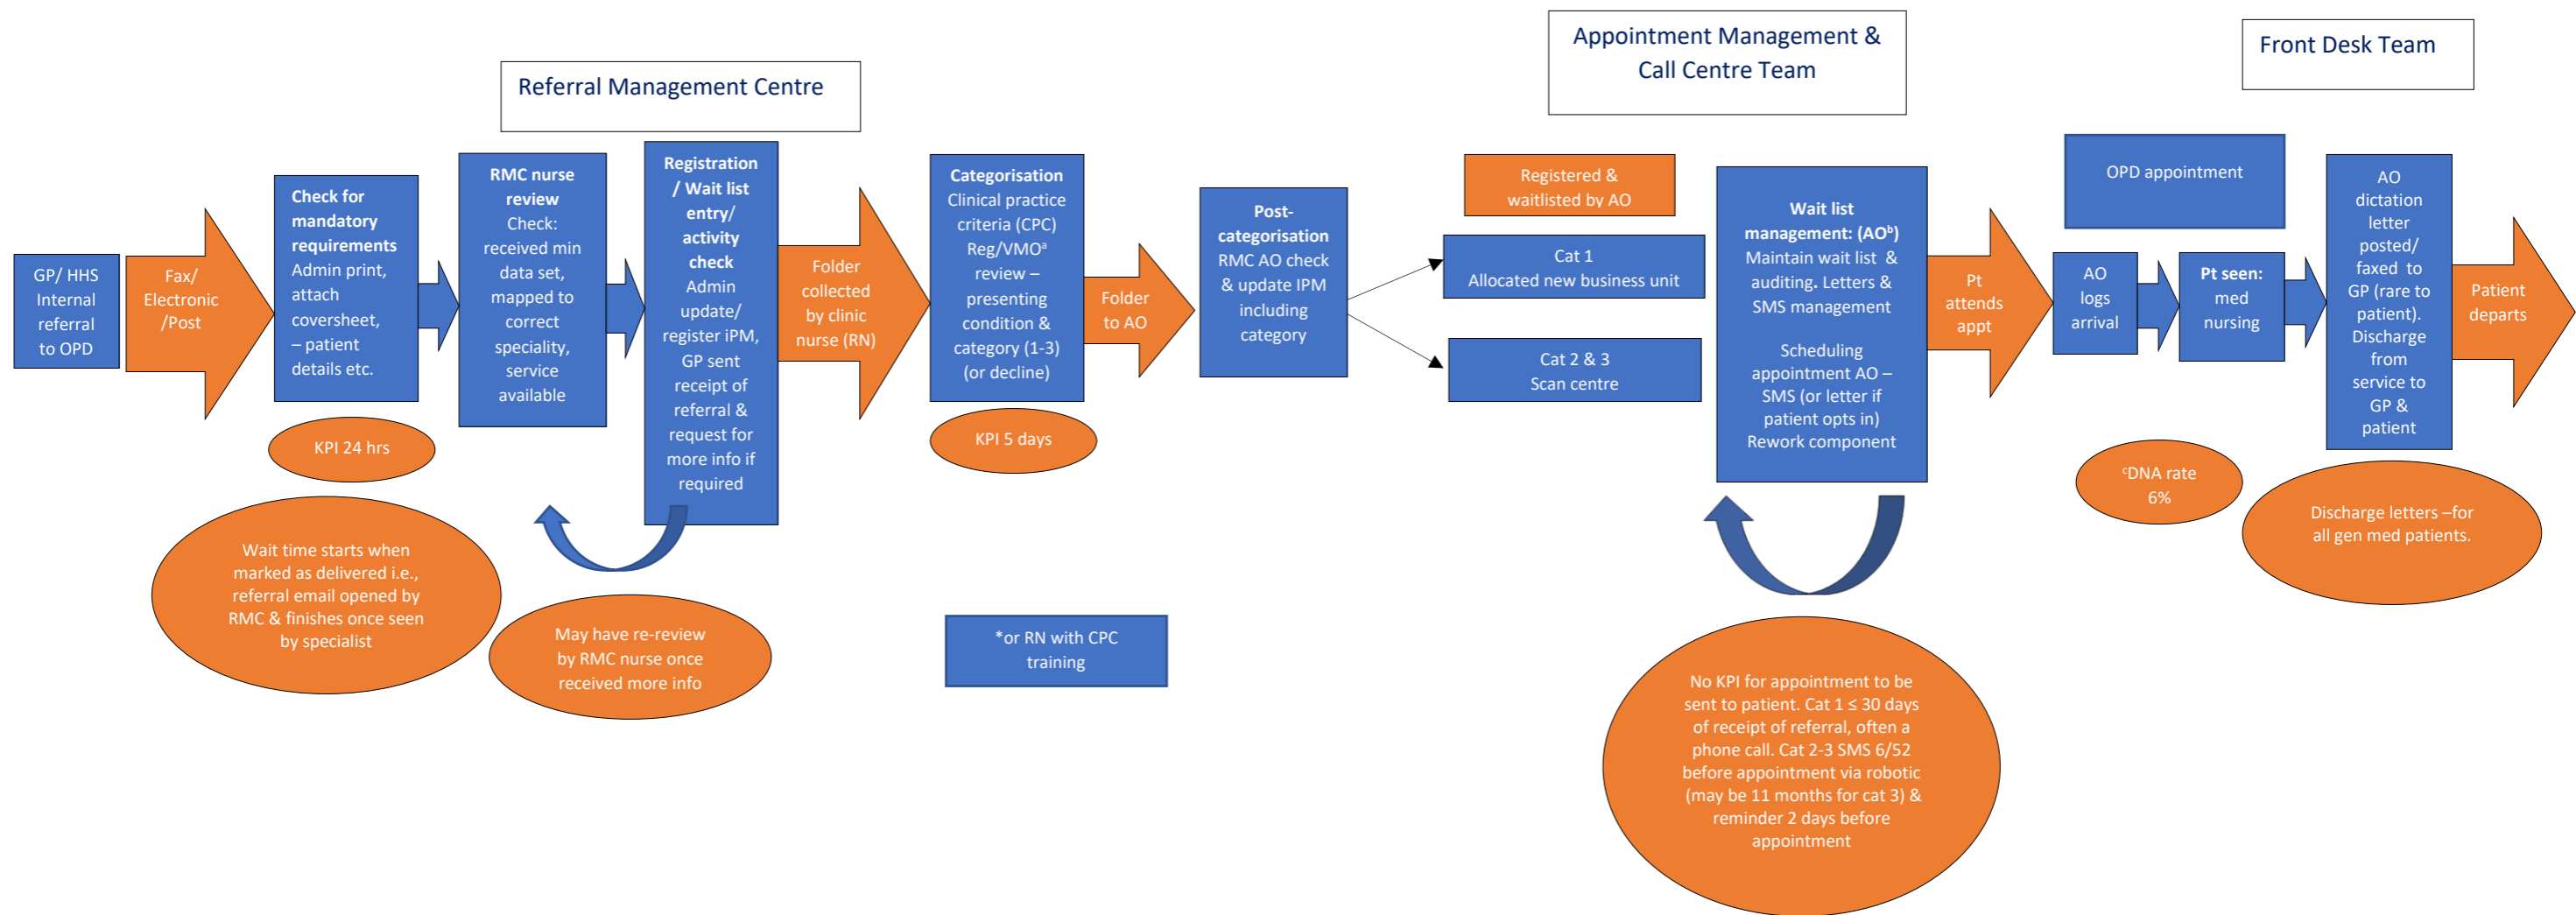 Referral Management Centre
Appointment Management &
Call Centre Team
Front Desk Team
GP/ HHS
Internal
referral
to OPD
Fax/
Electronic
/Post
Check for
mandatory
requirements
Admin print,
attach
coversheet,
– patient
details etc.
KPI 24 hrs
Wait time starts when
marked as delivered i.e.,
referral email opened by
RMC & finishes once seen
by specialist
RMC nurse
review
Check:
received min
data set,
mapped to
correct
speciality,
service
available
Registration
/ Wait list
entry/
activity
check
Admin
update/
register iPM,
GP sent
receipt of
referral &
request for
more info if
required
May have re-review
by RMC nurse once
received more info
Folder
collected
by clinic
nurse (RN)
Categorisation
Clinical practice
criteria (CPC)
Reg/VMOᵃ
review –
presenting
condition &
category (1-3)
(or decline)
KPI 5 days
*or RN with CPC
training
Folder
to AO
Post-
categorisation
RMC AO check
& update IPM
including
category
Registered &
waitlisted by AO
Cat 1
Allocated new business unit
Cat 2 & 3
Scan centre
Wait list
management: (AOᵇ)
Maintain wait list &
auditing. Letters &
SMS management
Scheduling
appointment AO –
SMS (or letter if
patient opts in)
Rework component
No KPI for appointment to be
sent to patient. Cat 1 ≤ 30 days
of receipt of referral, often a
phone call. Cat 2-3 SMS 6/52
before appointment via robotic
(may be 11 months for cat 3) &
reminder 2 days before
appointment
Pt
attends
appt
OPD appointment
AO
logs
arrival
Pt seen:
med
nursing
ᶜDNA rate
6%
AO
dictation
letter
posted/
faxed to
GP (rare to
patient).
Discharge
from
service to
GP &
patient
Discharge letters –for
all gen med patients.
Patient
departs